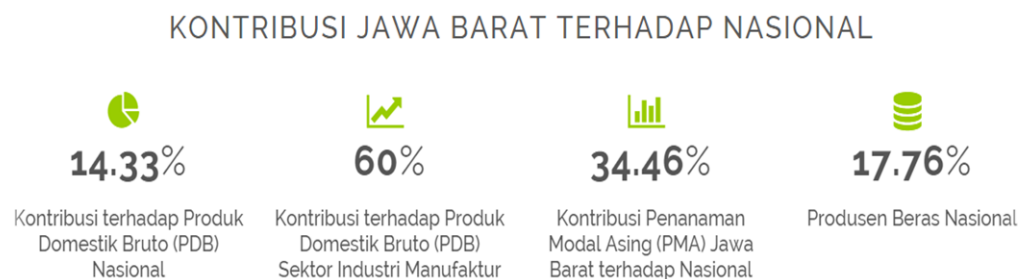 KONTRIBUSI JAWA BARAT TERHADAP NASIONAL
14.33%
Kontribusi terhadap Produk
Domestik Bruto (PDB)
Nasional
60%
Kontribusi terhadap Produk
Domestik Bruto (PDB)
Sektor Industri Manufaktur
34.46%
Kontribusi Penanaman
Modal Asing (PMA) Jawa
Barat terhadap Nasional
17.76%
Produsen Beras Nasional